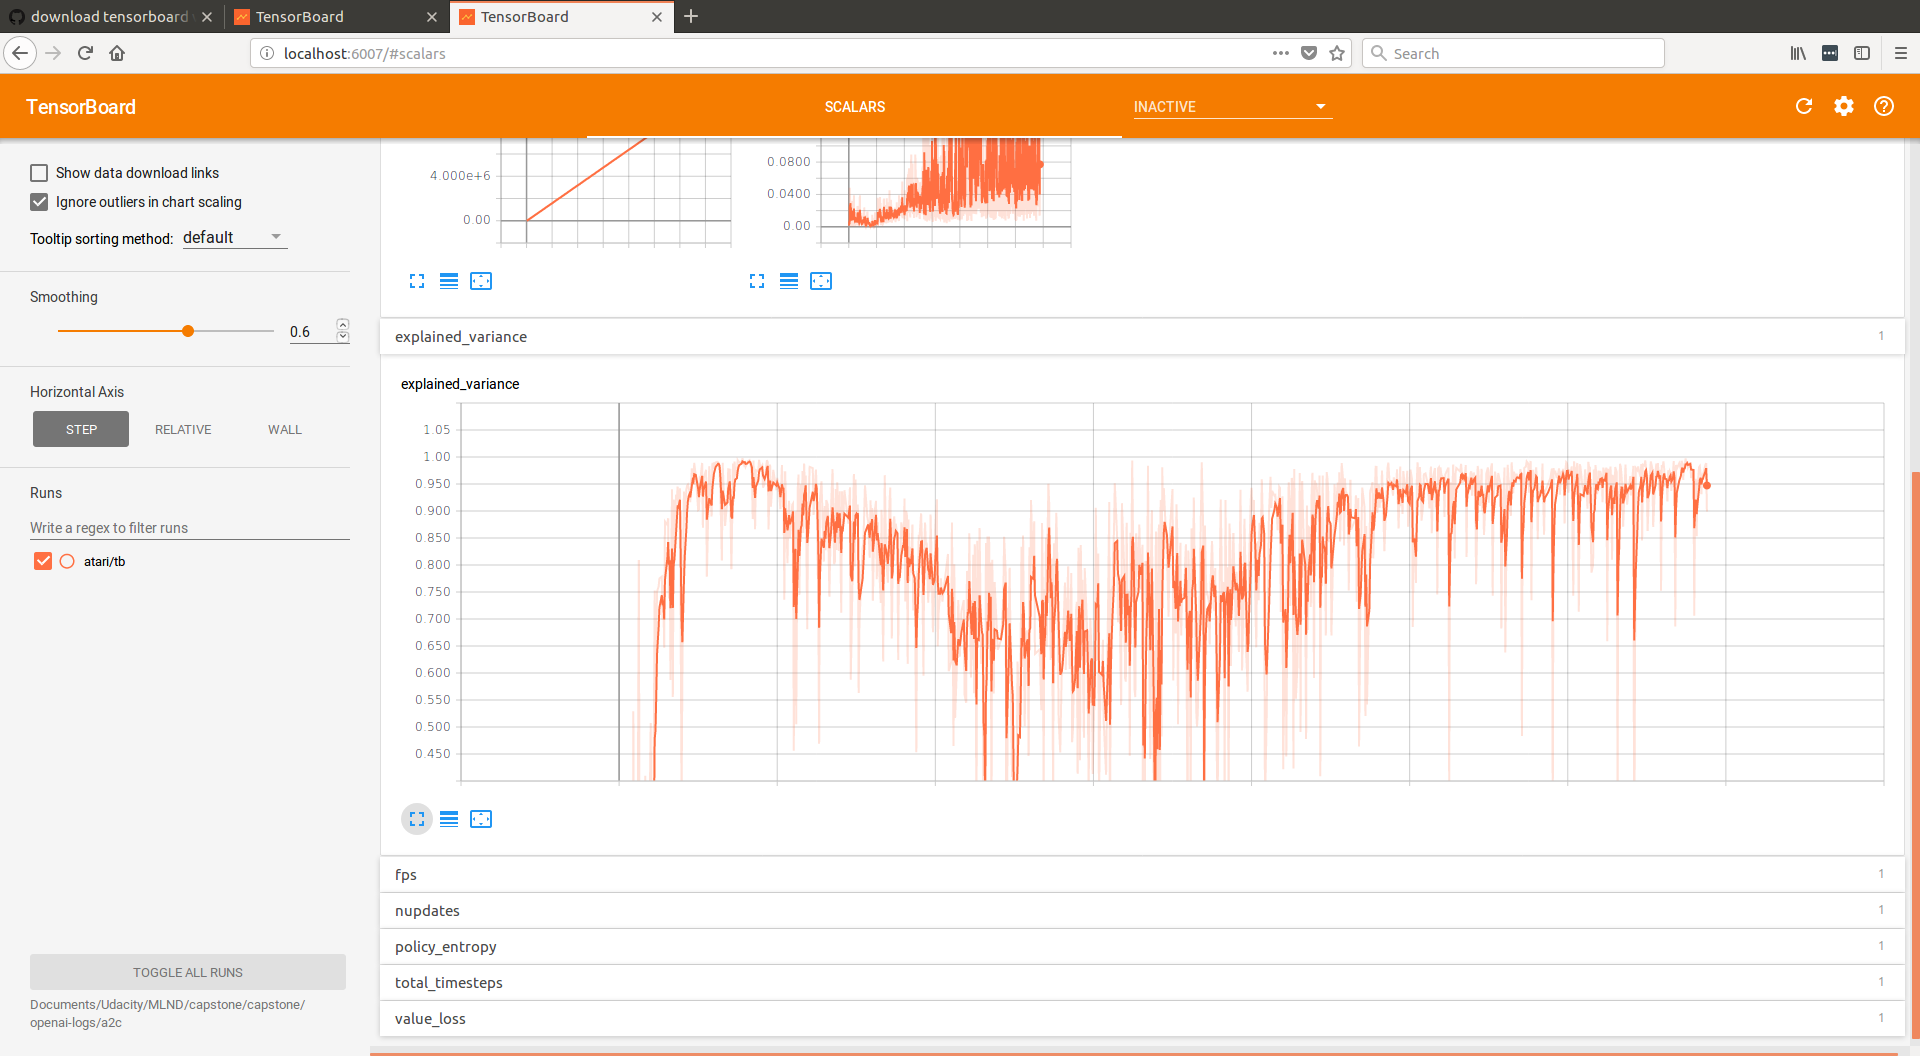 download tensorboard
TensorBoard
TensorBoard
localhost:6007/#scalars
Search
TensorBoard
SCALARS
INACTIVE
Show data download links
Ignore outliers in chart scaling
Tooltip sorting method: default
Smoothing
0.6
Horizontal Axis
STEP
RELATIVE
WALL
Runs
Write a regex to filter runs
atari/tb
TOGGLE ALL RUNS
Documents/Udacity/MLND/capstone/capstone/
openai-logs/a2c
4.000e+6
0.00
0.0800
0.0400
0.00
explained_variance
1
explained_variance
1.05
1.00
0.950
0.900
0.850
0.800
0.750
0.700
0.650
0.600
0.550
0.500
0.450
fps
1
nupdates
1
policy_entropy
1
total_timesteps
1
value_loss
1